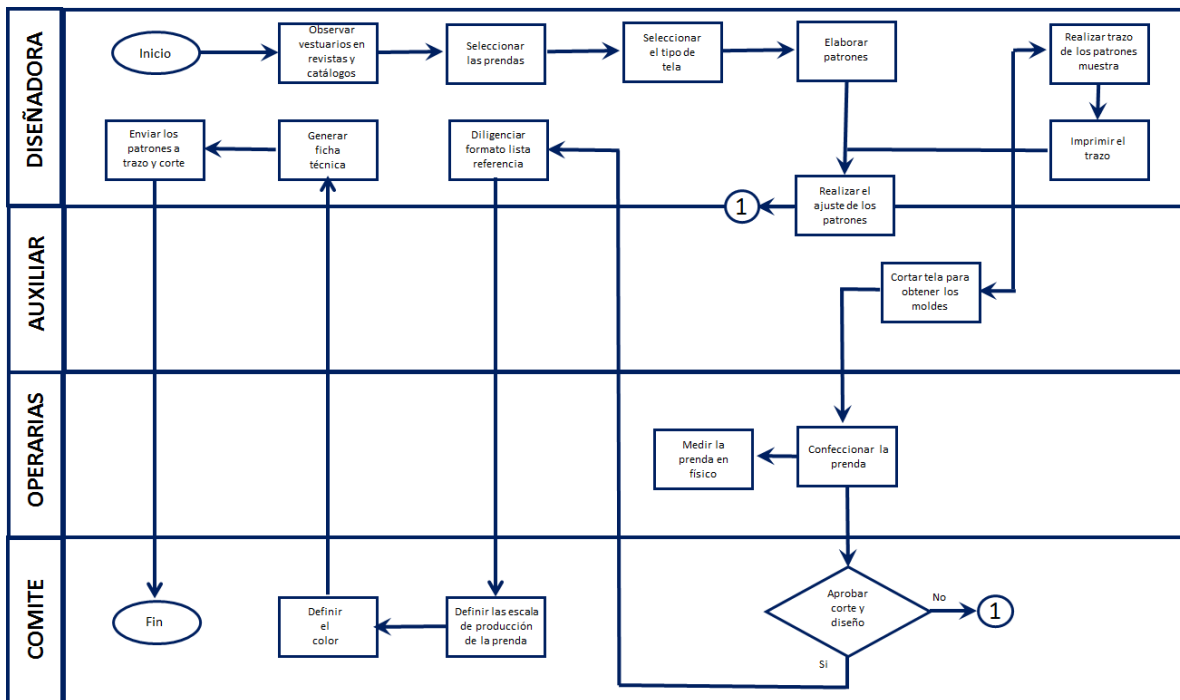 DISEÑADORA
Inicio
Observar
vestuarios en
revistas y
catálogos
Seleccionar
las prendas
Seleccionar
el tipo de
tela
Elaborar
patrones
Realizar trazo
de los patrones
muestra
Enviar los
patrones a
trazo y corte
Generar
ficha
técnica
Diligenciar
formato lista
referencia
Imprimir el
trazo
1
Realizar el
ajuste de los
patrones
AUXILIAR
Cortar tela para
obtener los
moldes
OPERARIAS
Medir la
prenda en
físico
Confeccionar la
prenda
COMITE
Fin
Definir
el
color
Definir las escala
de producción
de la prenda
Aprobar
corte y
diseño
No
1
Si